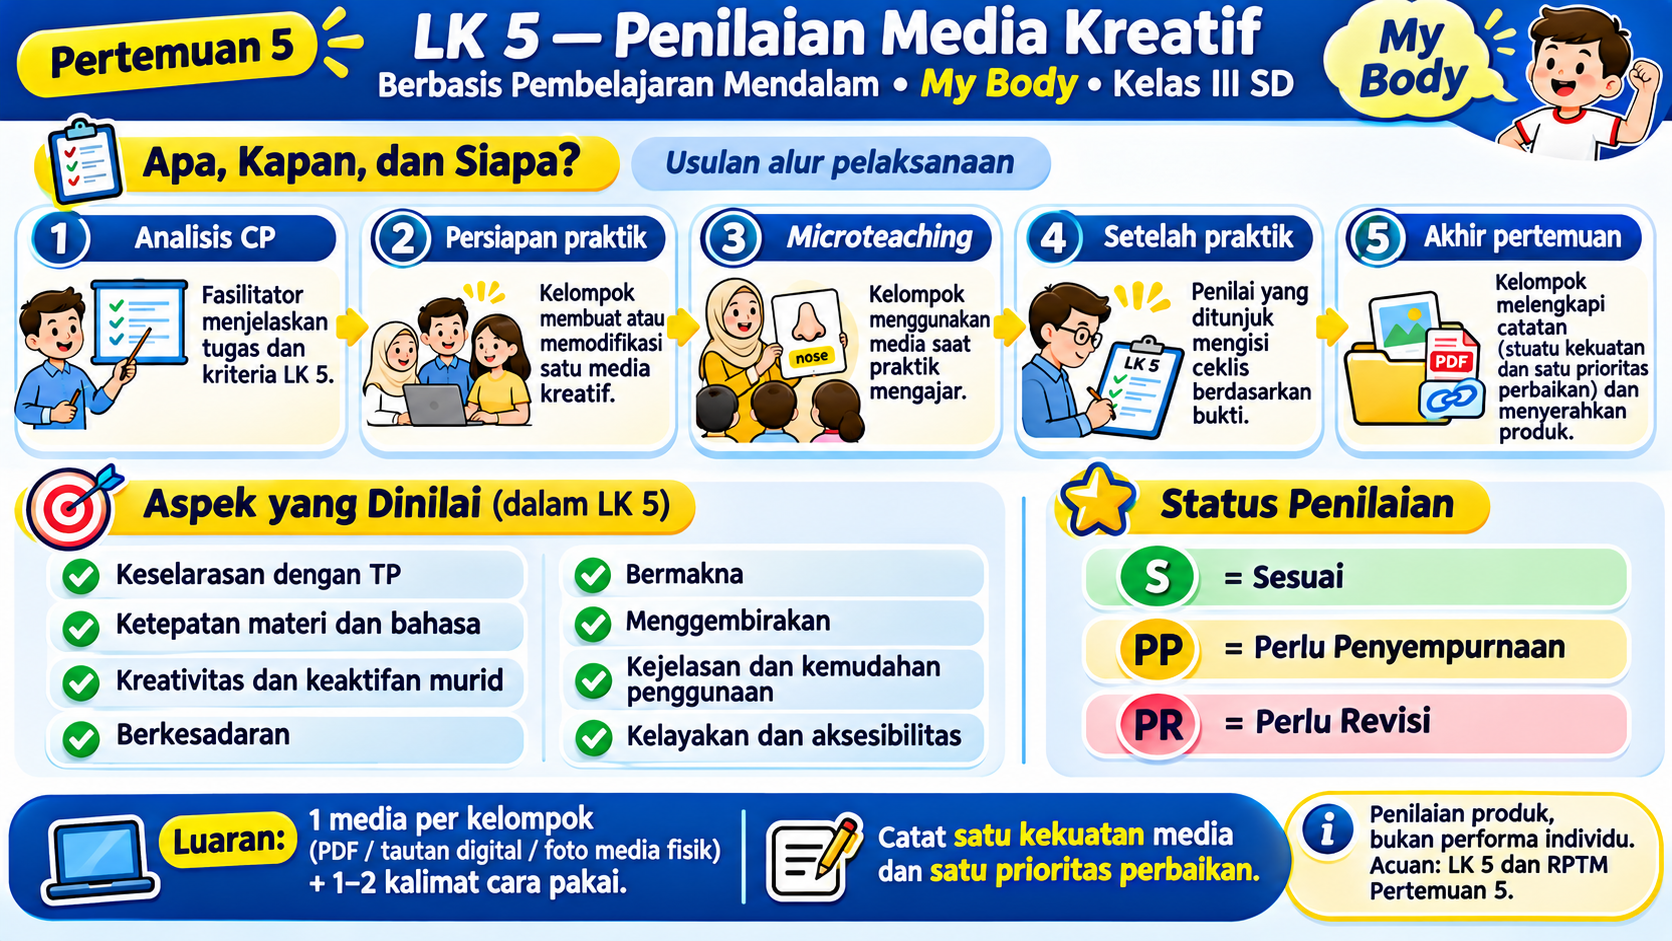 Pertemuan 5
LK 5 — Penilaian Media Kreatif
Berbasis Pembelajaran Mendalam • My Body • Kelas III SD
My
Body
Apa, Kapan, dan Siapa?
Usulan alur pelaksanaan
1 Analisis CP
Fasilitator
menjelaskan
tugas dan
kriteria LK 5.
2 Persiapan praktik
Kelompok
membuat atau
memodifikasi
satu media
kreatif.
3 Microteaching
nose
Kelompok
menggunakan
media saat
praktik
mengajar.
4 Setelah praktik
LK 5
Penilai yang
ditunjuk
mengisi
ceklis
berdasarkan
bukti.
5 Akhir pertemuan
PDF
Kelompok
melengkapi
catatan
(stuatu kekuatan
dan satu prioritas
perbaikan) dan
menyerahkan
produk.
Aspek yang Dinilai (dalam LK 5)
Keselarasan dengan TP
Ketepatan materi dan bahasa
Kreativitas dan keaktifan murid
Berkesadaran
Bermakna
Menggembirakan
Kejelasan dan kemudahan
penggunaan
Kelayakan dan aksesibilitas
Status Penilaian
S = Sesuai
PP = Perlu Penyempurnaan
PR = Perlu Revisi
Luaran:
1 media per kelompok
(PDF / tautan digital / foto media fisik)
+ 1–2 kalimat cara pakai.
Catat satu kekuatan media
dan satu prioritas perbaikan.
i
Penilaian produk,
bukan performa individu.
Acuan: LK 5 dan RPTM
Pertemuan 5.